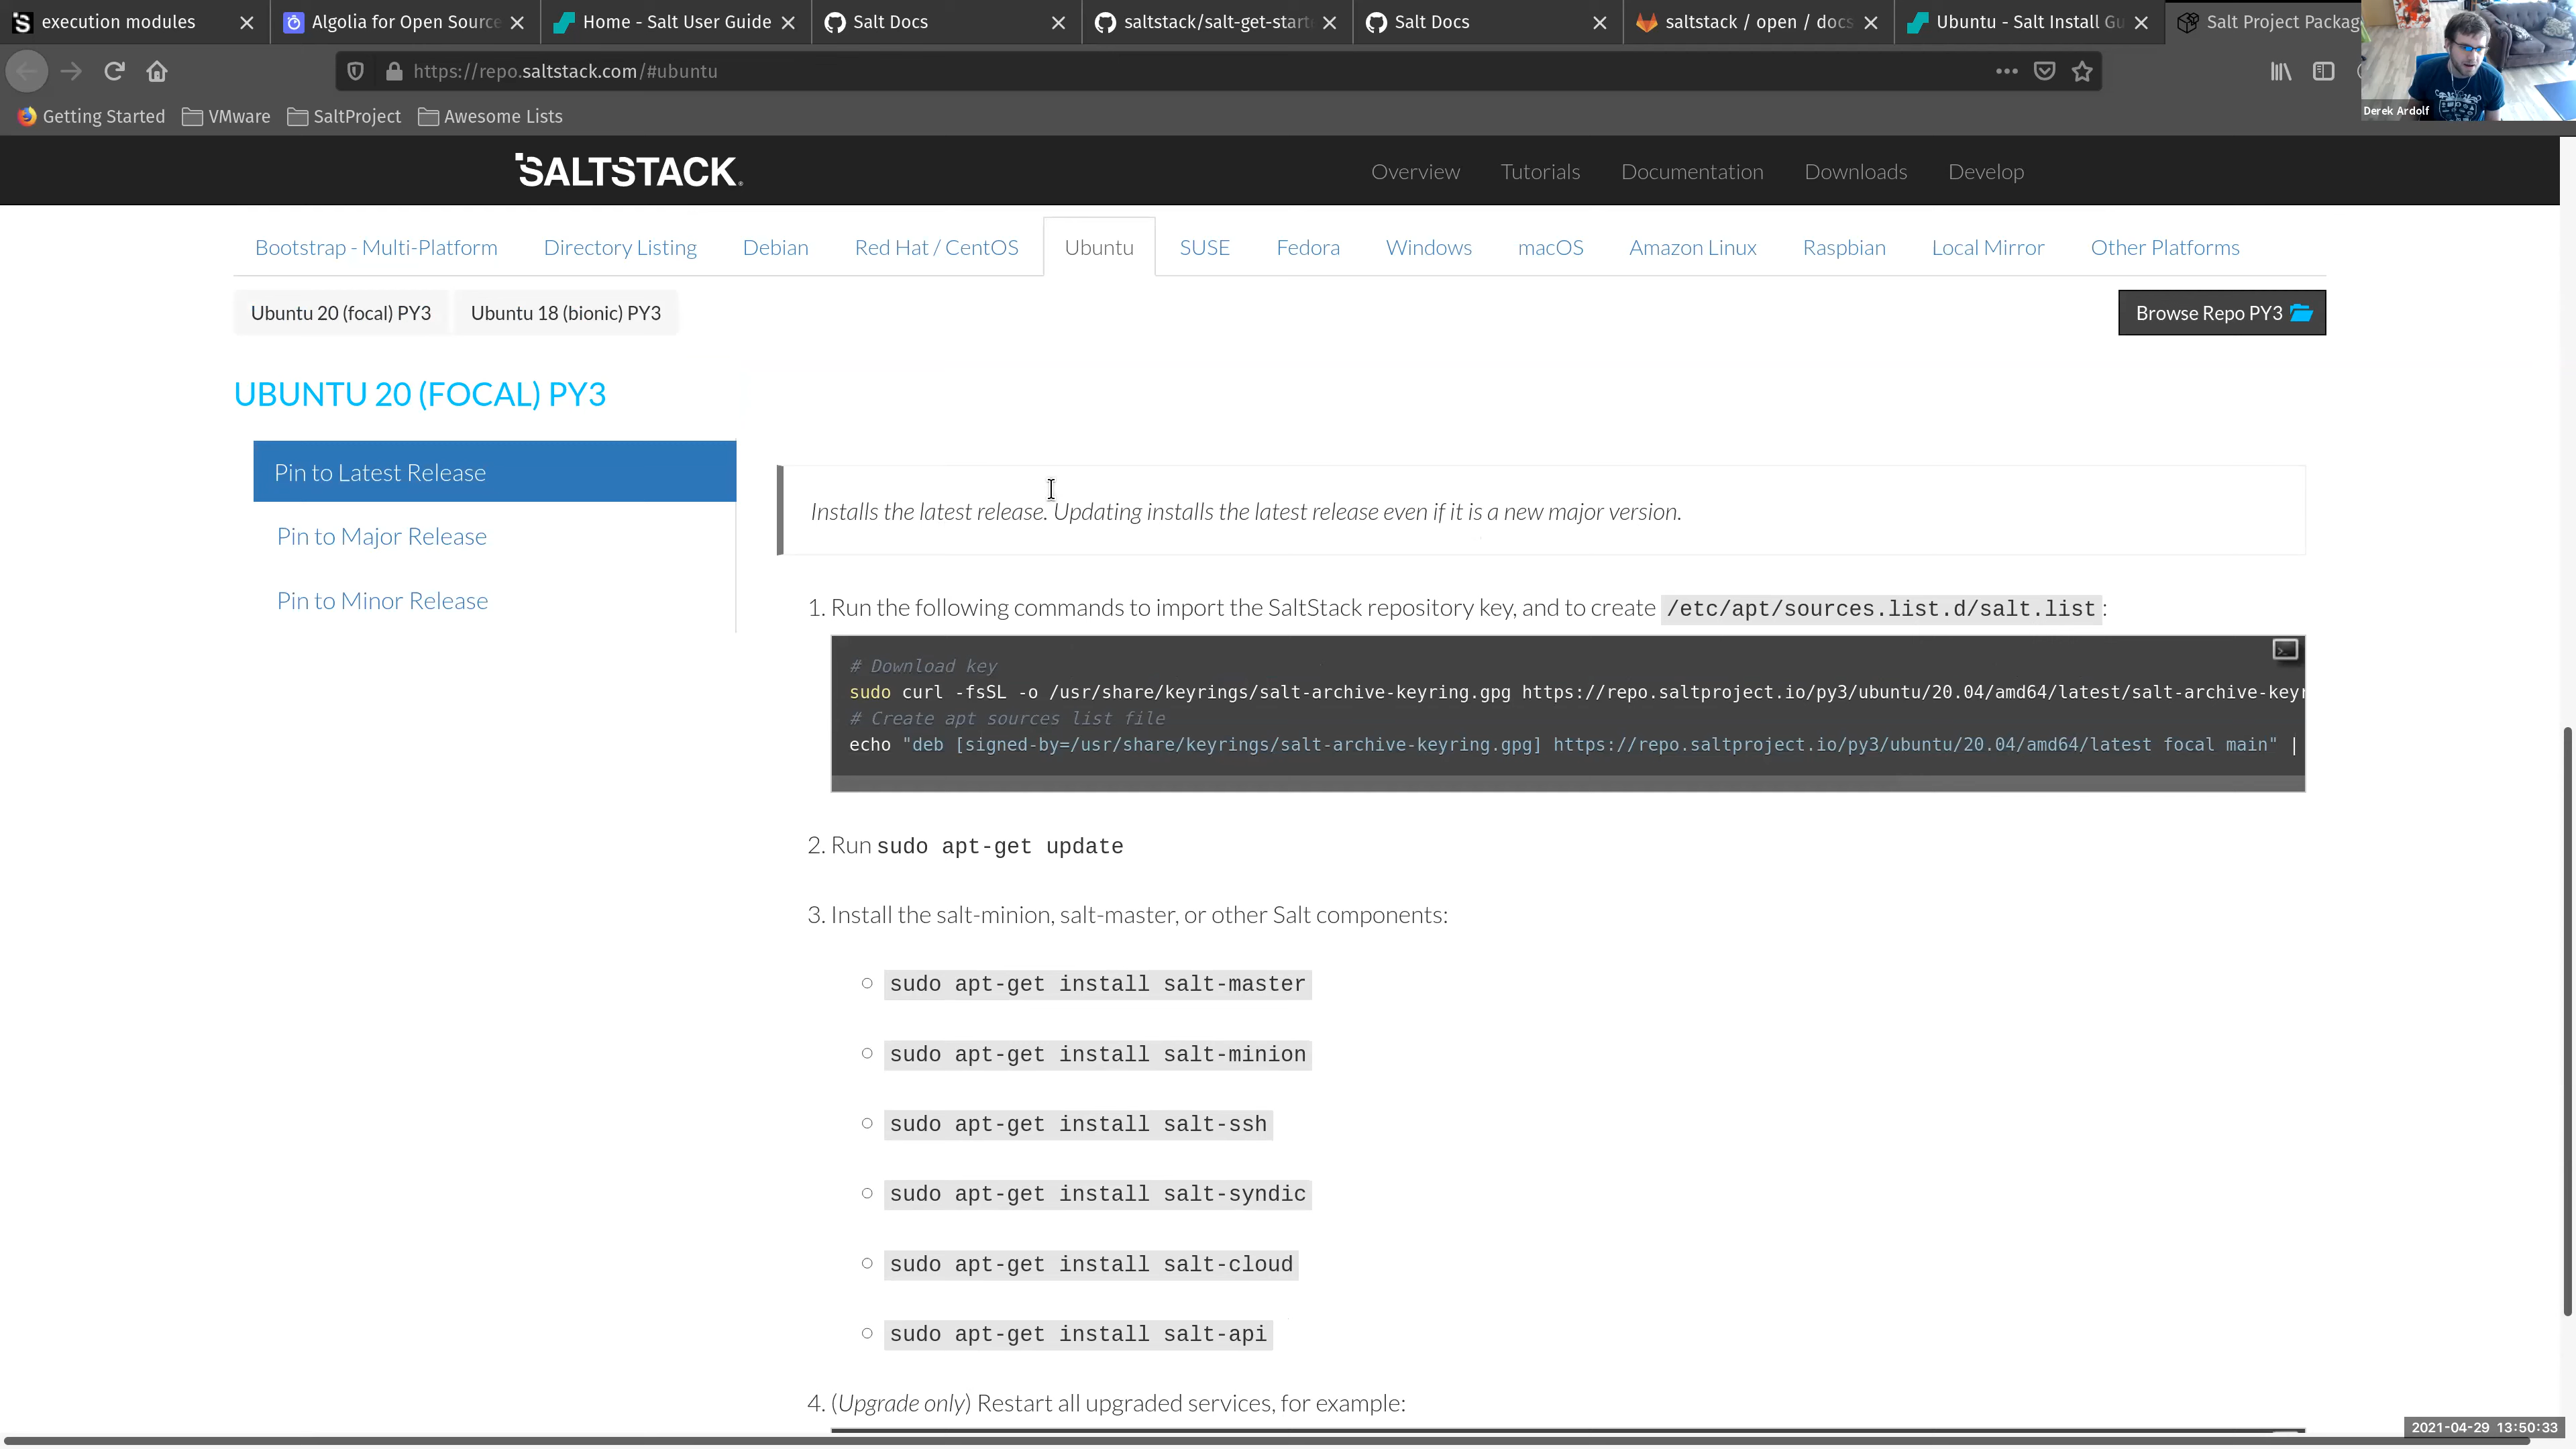 execution modules
Algolia for Open Source
Home - Salt User Guide
Salt Docs
saltstack/salt-get-start
Salt Docs
saltstack / open / docs
Ubuntu - Salt Install Gu
Salt Project Packag
https://repo.saltstack.com/#ubuntu
Getting Started
VMware
SaltProject
Awesome Lists
Derek Ardolf
SALTSTACK
Overview
Tutorials
Documentation
Downloads
Develop
Bootstrap - Multi-Platform
Directory Listing
Debian
Red Hat / CentOS
Ubuntu
SUSE
Fedora
Windows
macOS
Amazon Linux
Raspbian
Local Mirror
Other Platforms
Ubuntu 20 (focal) PY3
Ubuntu 18 (bionic) PY3
Browse Repo PY3
UBUNTU 20 (FOCAL) PY3
Pin to Latest Release
Pin to Major Release
Pin to Minor Release
Installs the latest release. Updating installs the latest release even if it is a new major version.
1. Run the following commands to import the SaltStack repository key, and to create /etc/apt/sources.list.d/salt.list:
# Download key
sudo curl -fsSL -o /usr/share/keyrings/salt-archive-keyring.gpg https://repo.saltproject.io/py3/ubuntu/20.04/amd64/latest/salt-archive-keyr
# Create apt sources list file
echo "deb [signed-by=/usr/share/keyrings/salt-archive-keyring.gpg] https://repo.saltproject.io/py3/ubuntu/20.04/amd64/latest focal main" |
2. Run sudo apt-get update
3. Install the salt-minion, salt-master, or other Salt components:
sudo apt-get install salt-master
sudo apt-get install salt-minion
sudo apt-get install salt-ssh
sudo apt-get install salt-syndic
sudo apt-get install salt-cloud
sudo apt-get install salt-api
4. (Upgrade only) Restart all upgraded services, for example:
2021-04-29 13:50:33